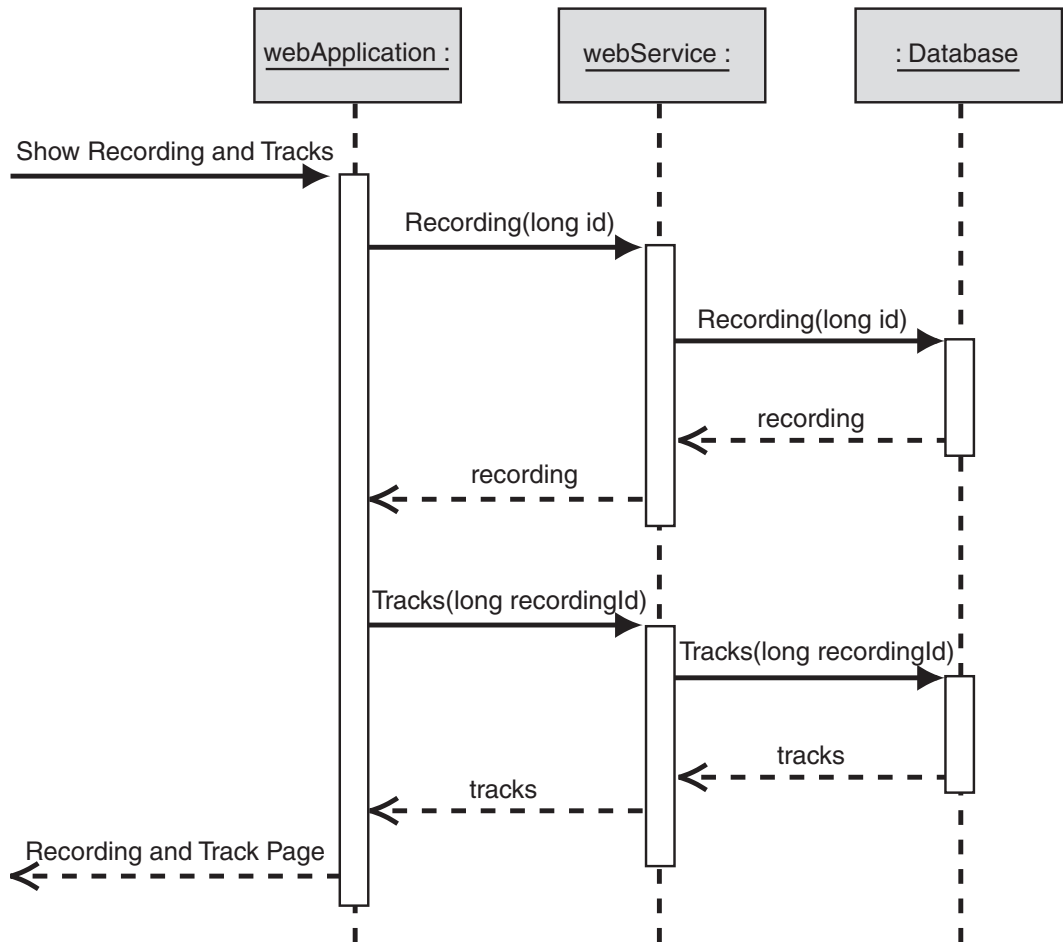 webApplication :
webService :
: Database
Show Recording and Tracks
Recording(long id)
Recording(long id)
recording
recording
Tracks(long recordingId)
Tracks(long recordingId)
tracks
tracks
Recording and Track Page